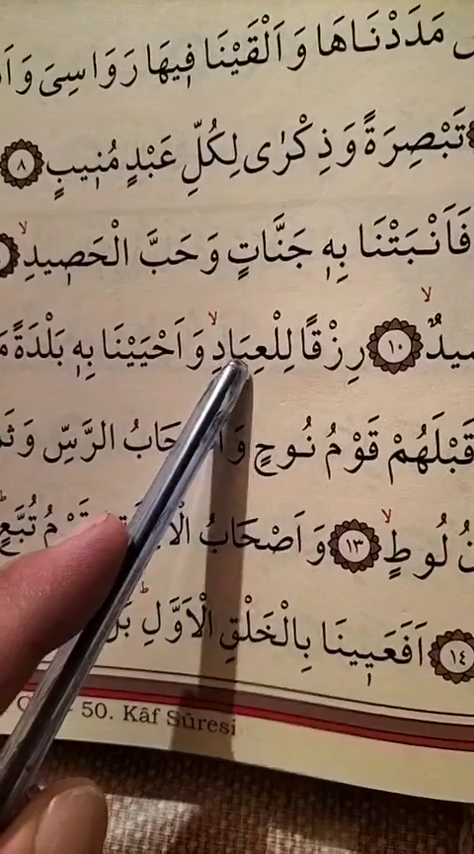 مَدَدْنَاهَا وَاَلْقَيْنَا فٖيهَا رَوَاسِىَ
تَبْصِرَةً وَذِكْرٰى لِكُلِّ عَبْدٍ مُنٖيبٍ ٨
فَاَنْبَتْنَا بِهٖ جَنَّاتٍ وَحَبَّ الْحَصٖيدِۙ
١٠ رِزْقًا لِلْعِبَادِۙ وَاَحْيَيْنَا بِهٖ بَلْدَةً
قَبْلَهُمْ قَوْمُ نُوحٍ الرَّسِّ
لُوطٍۙ ١٣ وَاَصْحَابُ تُبَّعٍ
١٤ اَفَعَيٖينَا بِالْخَلْقِ الْاَوَّلِۜ
50. Kâf Sûresi